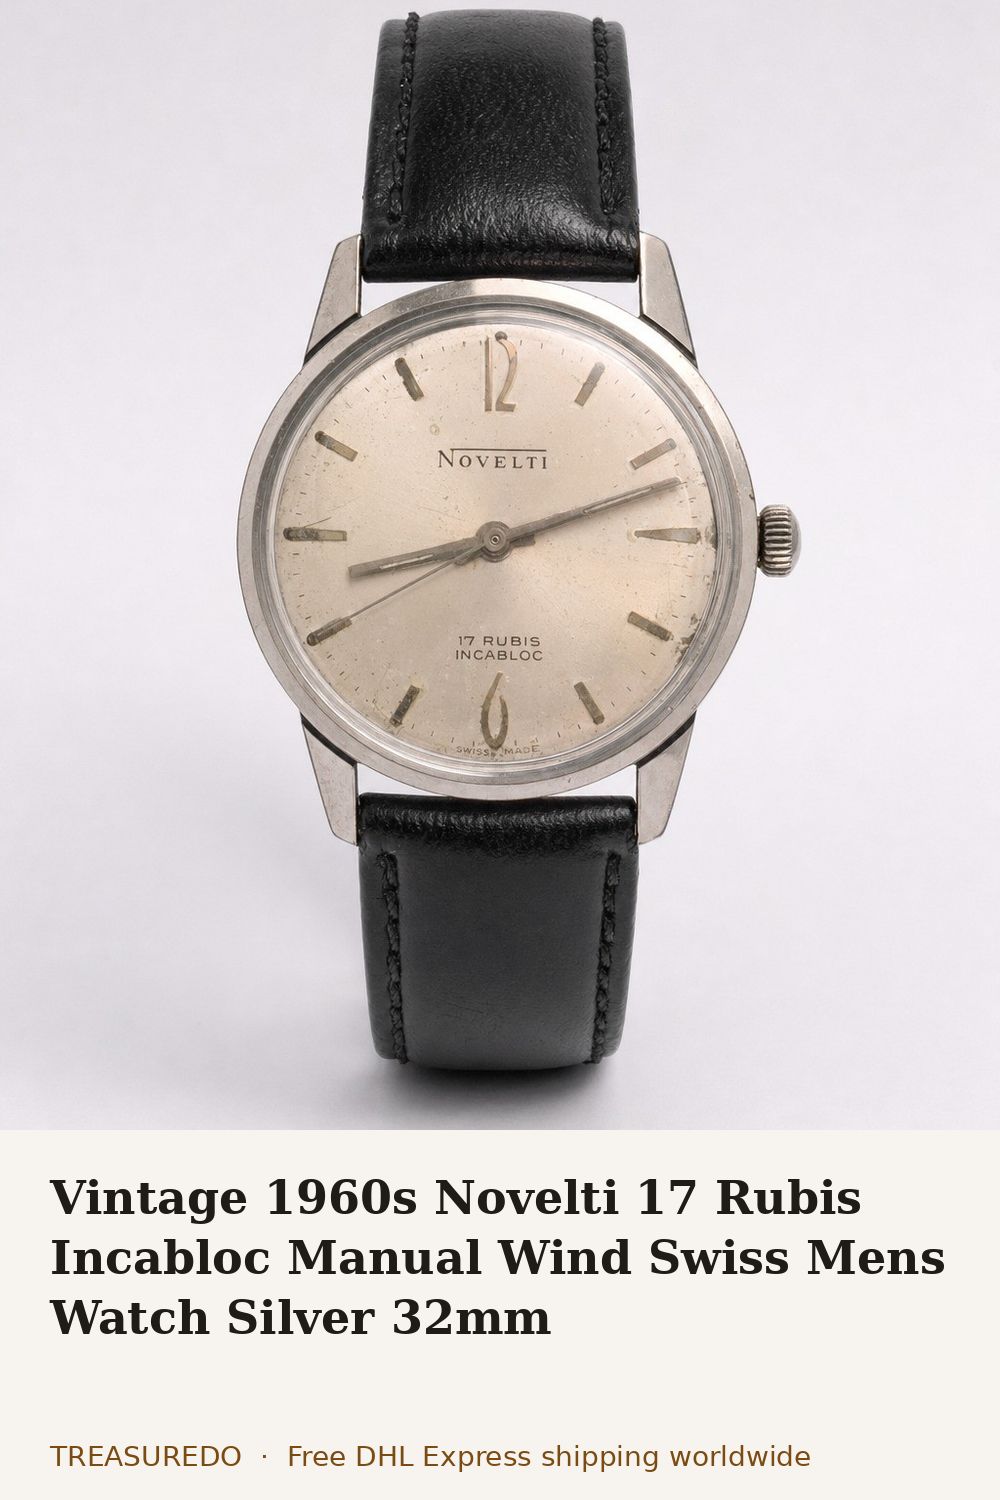 12
NOVELTI
17 RUBIS
INCABLOC
6
SWISS MADE
Vintage 1960s Novelti 17 Rubis
Incabloc Manual Wind Swiss Mens
Watch Silver 32mm
TREASUREDO · Free DHL Express shipping worldwide